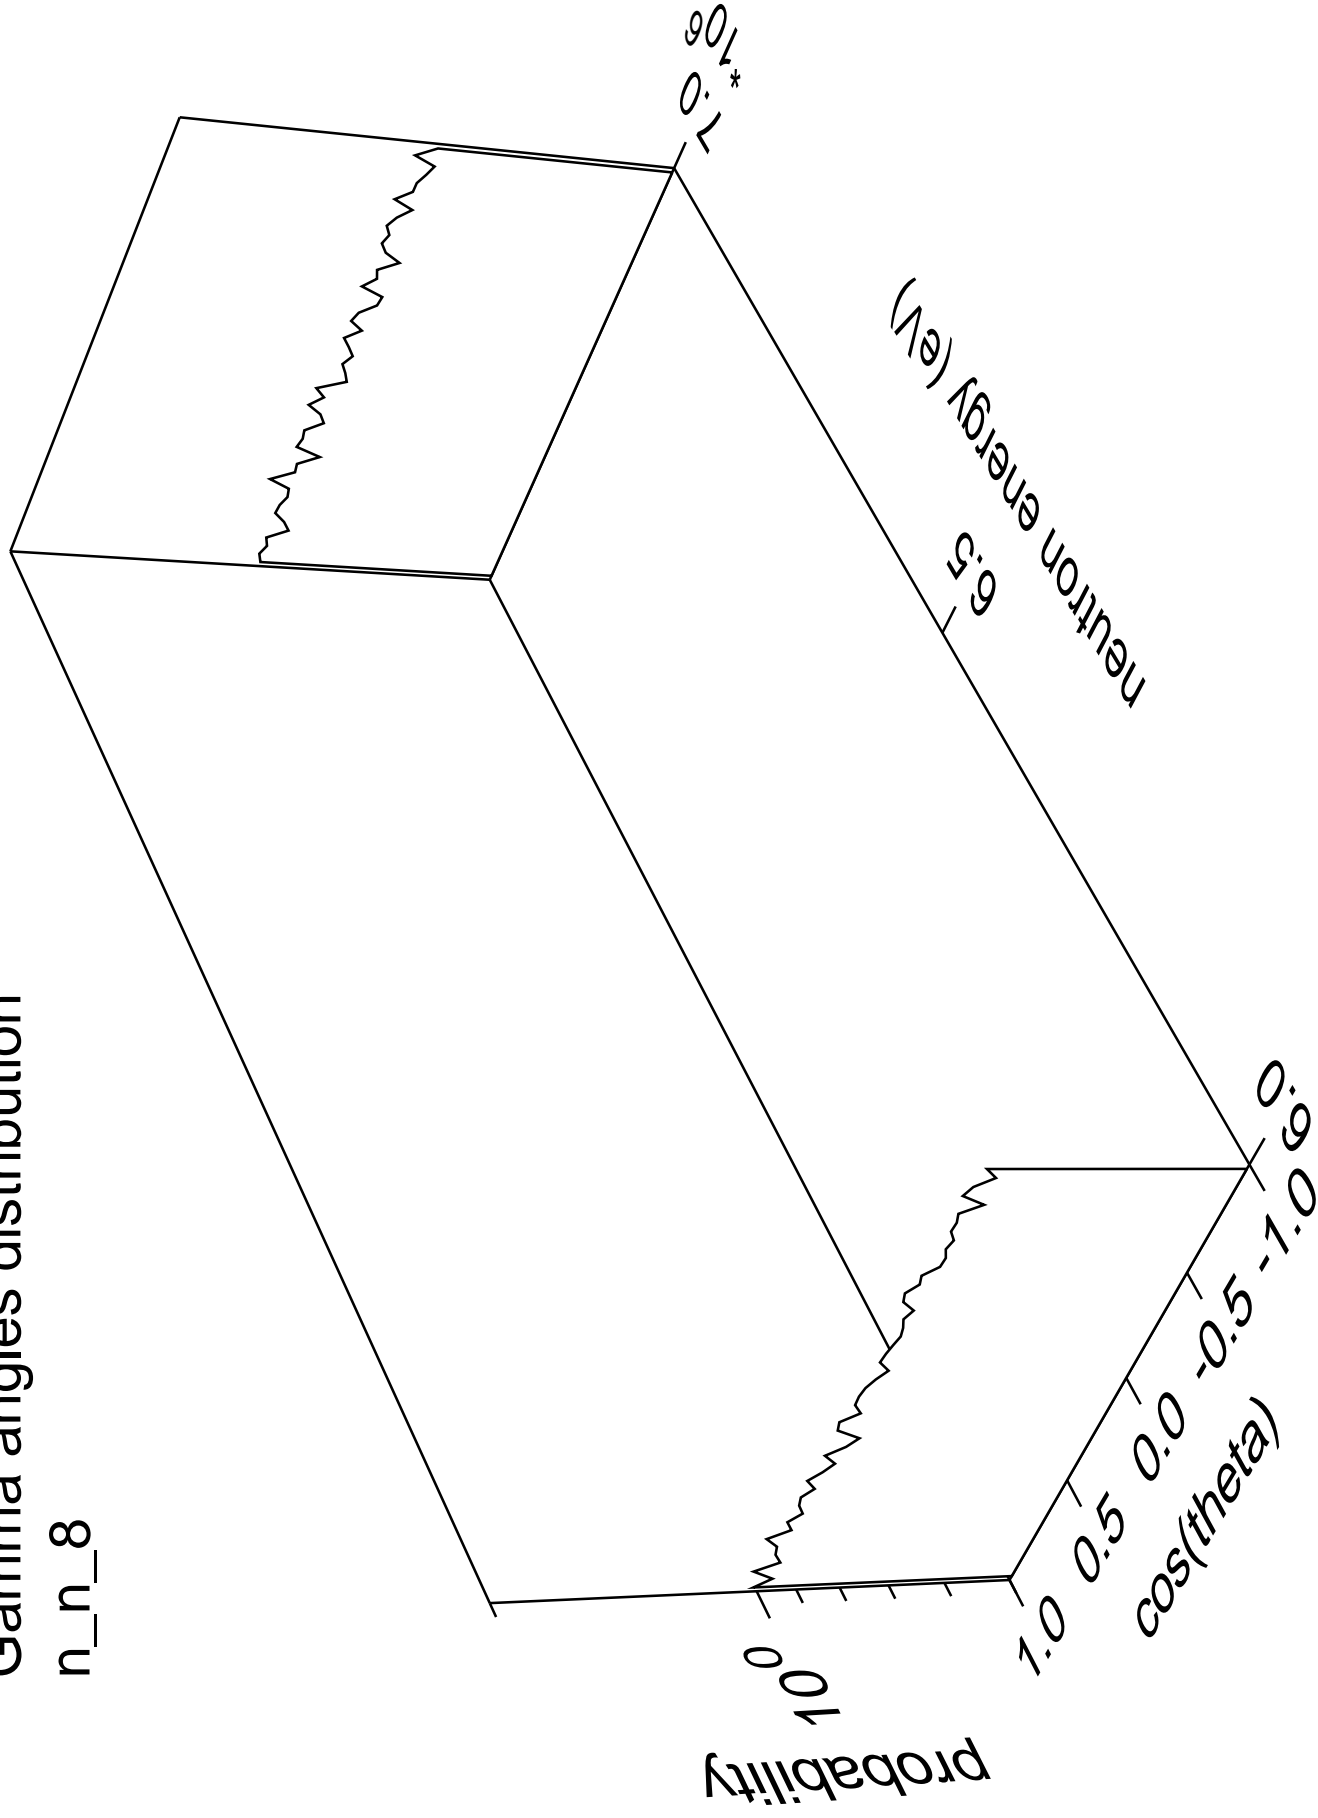 Gamma angles distribution
n_n_8
probability
10^0
1.0
0.5
0.0
-0.5
-1.0
cos(theta)
6.0
6.5
7.0
*10^6
neutron energy (eV)